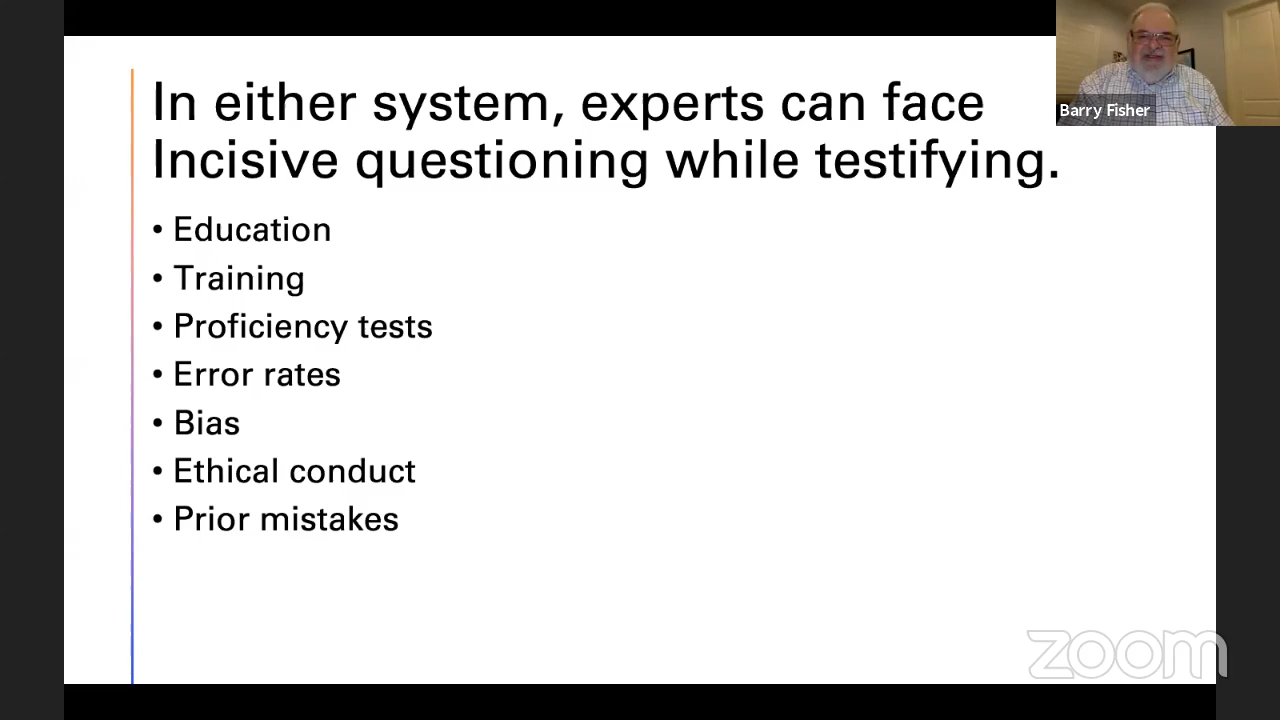 In either system, experts can face
Incisive questioning while testifying.
• Education
• Training
• Proficiency tests
• Error rates
• Bias
• Ethical conduct
• Prior mistakes
Barry Fisher
zoom